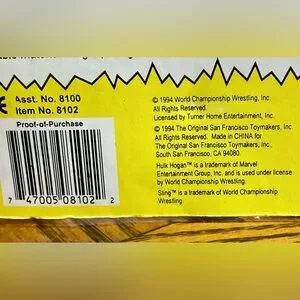 Asst. No. 8100
Item No. 8102
Proof-of-Purchase
7 47005 08102 2
© 1994 World Championship Wrestling, Inc.
All Rights Reserved.
Licensed by Turner Home Entertainment, Inc.
© 1994 The Original San Francisco Toymakers, Inc.
All Rights Reserved. Made in CHINA for
The Original San Francisco Toymakers, Inc.,
South San Francisco, CA 94080
Hulk Hogan™ is a trademark of Marvel
Entertainment Group, Inc. and is used under license
by World Championship Wrestling.
Sting™ is a trademark of World Championship
Wrestling.